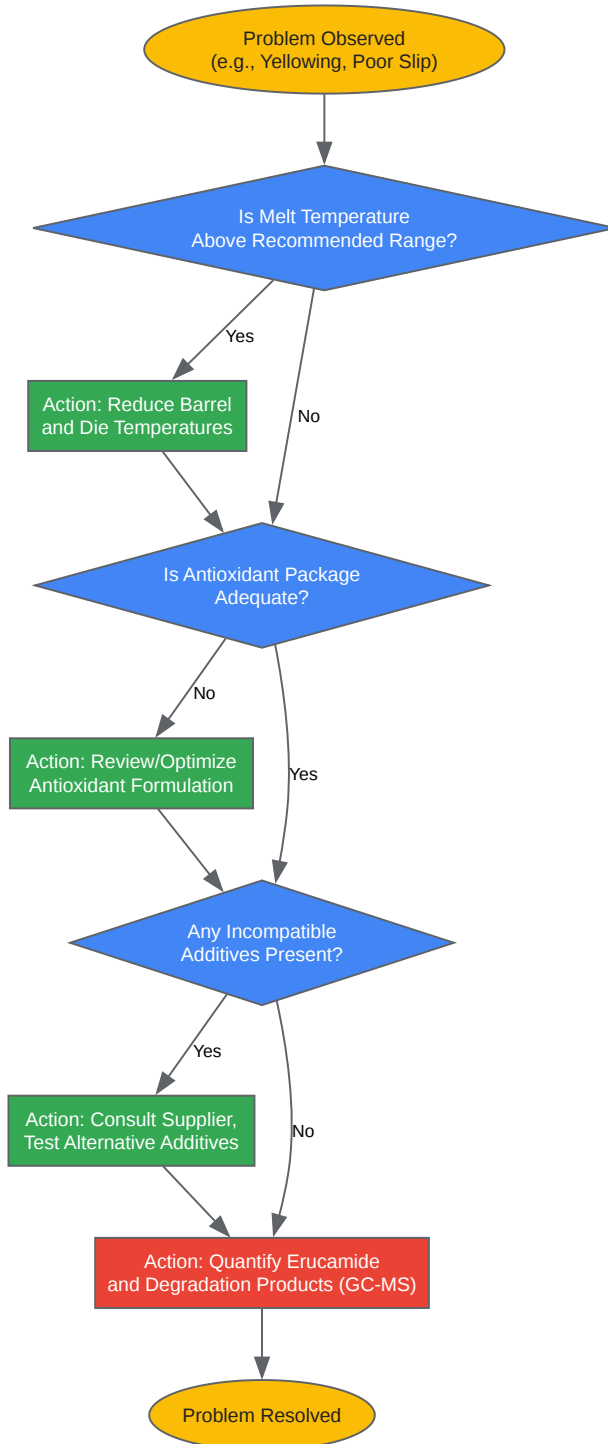 Problem Observed
(e.g., Yellowing, Poor Slip)
Is Melt Temperature
Above Recommended Range?
Yes
Action: Reduce Barrel
and Die Temperatures
No
Is Antioxidant Package
Adequate?
No
Action: Review/Optimize
Antioxidant Formulation
Yes
Any Incompatible
Additives Present?
Yes
Action: Consult Supplier,
Test Alternative Additives
No
Action: Quantify Erucamide
and Degradation Products (GC-MS)
Problem Resolved